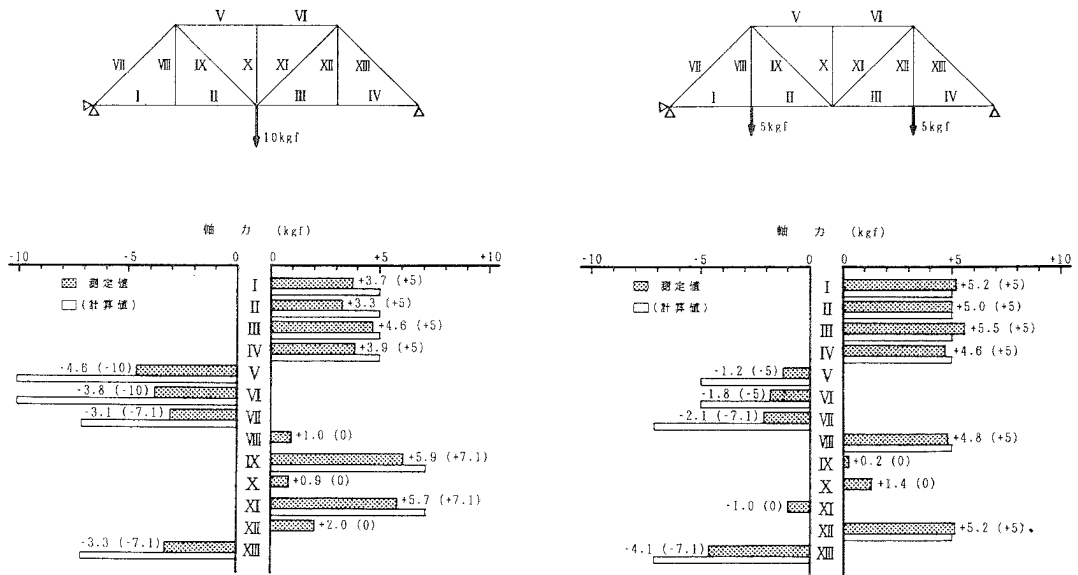 V VI
VII VIII IX X XI XII XIII
I II III IV
10kgf
V VI
VII VIII IX X XI XII XIII
I II III IV
5kgf 5kgf
軸 力 (kgf)
-10 -5 0 0 +5 +10
測定値
(計算値)
I +3.7 (+5)
II +3.3 (+5)
III +4.6 (+5)
IV +3.9 (+5)
-4.6 (-10) V
-3.8 (-10) VI
-3.1 (-7.1) VII
VIII +1.0 (0)
IX +5.9 (+7.1)
X +0.9 (0)
XI +5.7 (+7.1)
XII +2.0 (0)
-3.3 (-7.1) XIII
軸 力 (kgf)
-10 -5 0 0 +5 +10
測定値
(計算値)
I +5.2 (+5)
II +5.0 (+5)
III +5.5 (+5)
IV +4.6 (+5)
-1.2 (-5) V
-1.8 (-5) VI
-2.1 (-7.1) VII
VIII +4.8 (+5)
IX +0.2 (0)
X +1.4 (0)
-1.0 (0) XI
XII +5.2 (+5)
-4.1 (-7.1) XIII